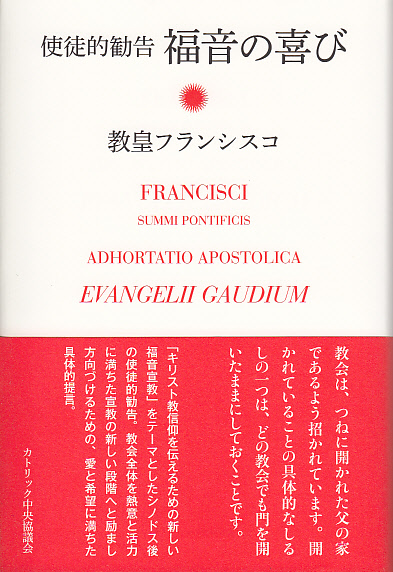 使徒的勧告 福音の喜び
教皇フランシスコ
FRANCISCI
SUMMI PONTIFICIS
ADHORTATIO APOSTOLICA
EVANGELII GAUDIUM
教会は、つねに開かれた父の家
であるよう招かれています。開
かれていることの具体的なしる
しの一つは、どの教会でも門を開
いたままにしておくことです。
「キリスト教信仰を伝えるための新しい
福音宣教」をテーマとしたシノドス後
の使徒的勧告。教会全体を熱意と活力
に満ちた宣教の新しい段階へと励まし
方向づけるための、愛と希望に満ちた
具体的提言。
カトリック中央協議会